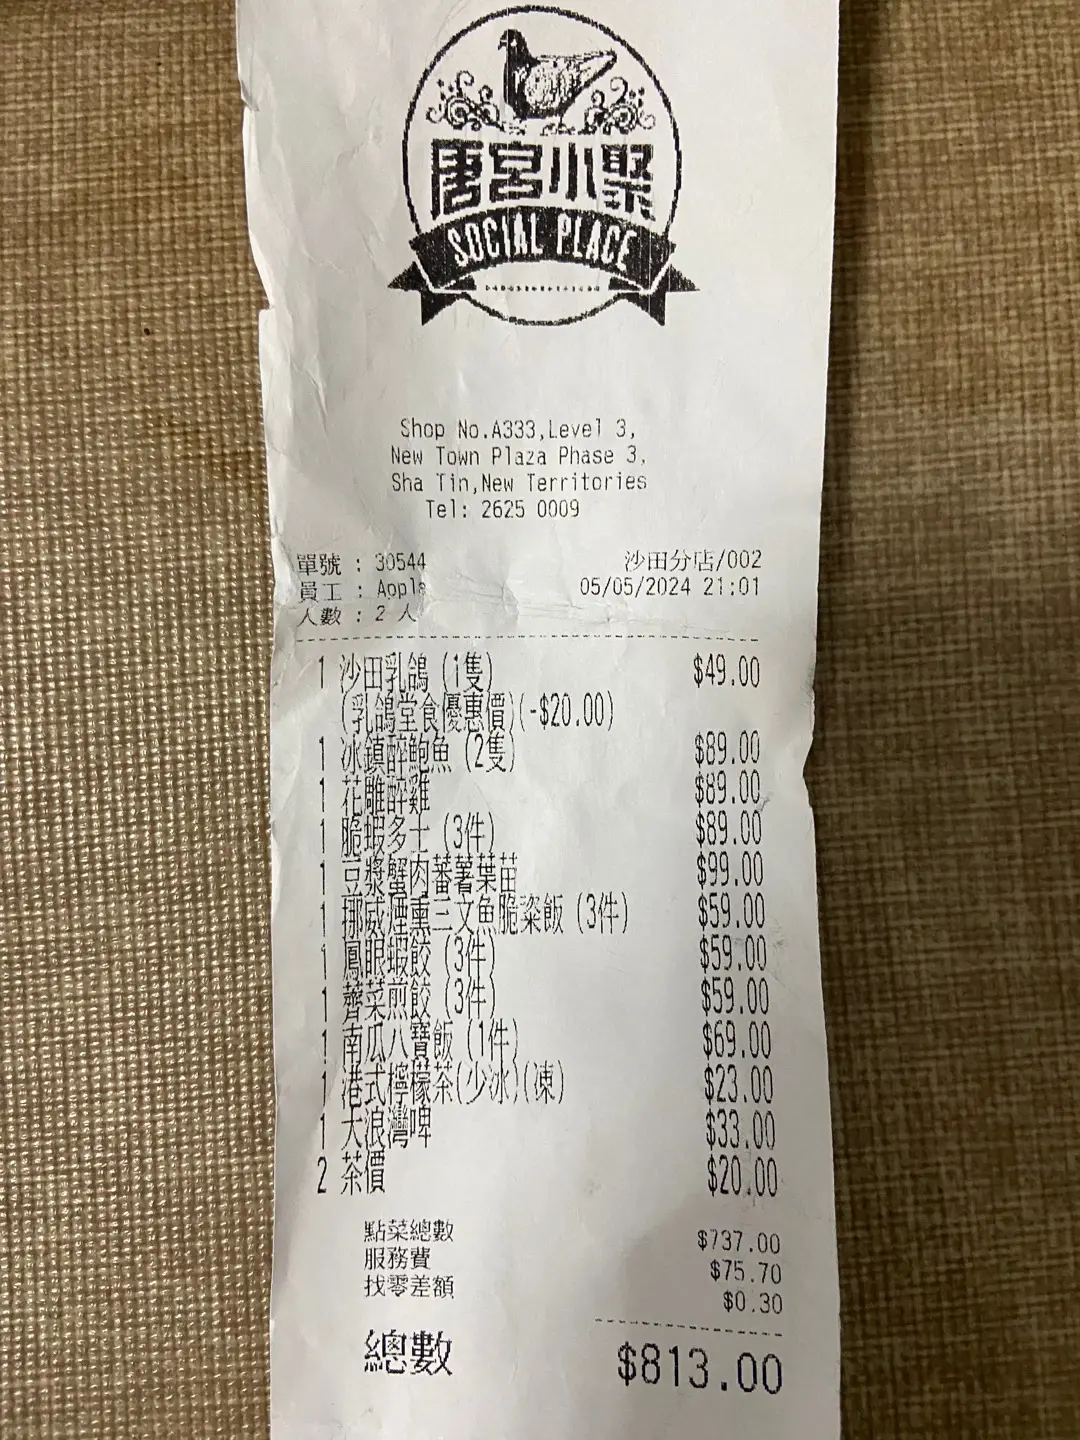 唐宮小聚
SOCIAL PLACE
Shop No.A333,Level 3,
New Town Plaza Phase 3,
Sha Tin,New Territories
Tel: 2625 0009
單號 : 30544 沙田分店/002
員工 : Apple 05/05/2024 21:01
人數 : 2 人
1 沙田乳鴿 (1隻) $49.00
(乳鴿堂食優惠價)(-$20.00)
1 冰鎮醉鮑魚 (2隻) $89.00
1 花雕醉雞 $89.00
1 脆蝦多士 (3件) $89.00
1 豆漿蟹肉蕃薯葉苗 $99.00
1 挪威煙熏三文魚脆粢飯 (3件) $59.00
1 鳳眼蝦餃 (3件) $59.00
1 薺菜煎餃 (3件) $59.00
1 南瓜八寶飯 (1件) $69.00
1 港式檸檬茶(少冰)(凍) $23.00
1 大浪灣啤 $33.00
2 茶價 $20.00
點菜總數 $737.00
服務費 $75.70
找零差額 $0.30
總數 $813.00